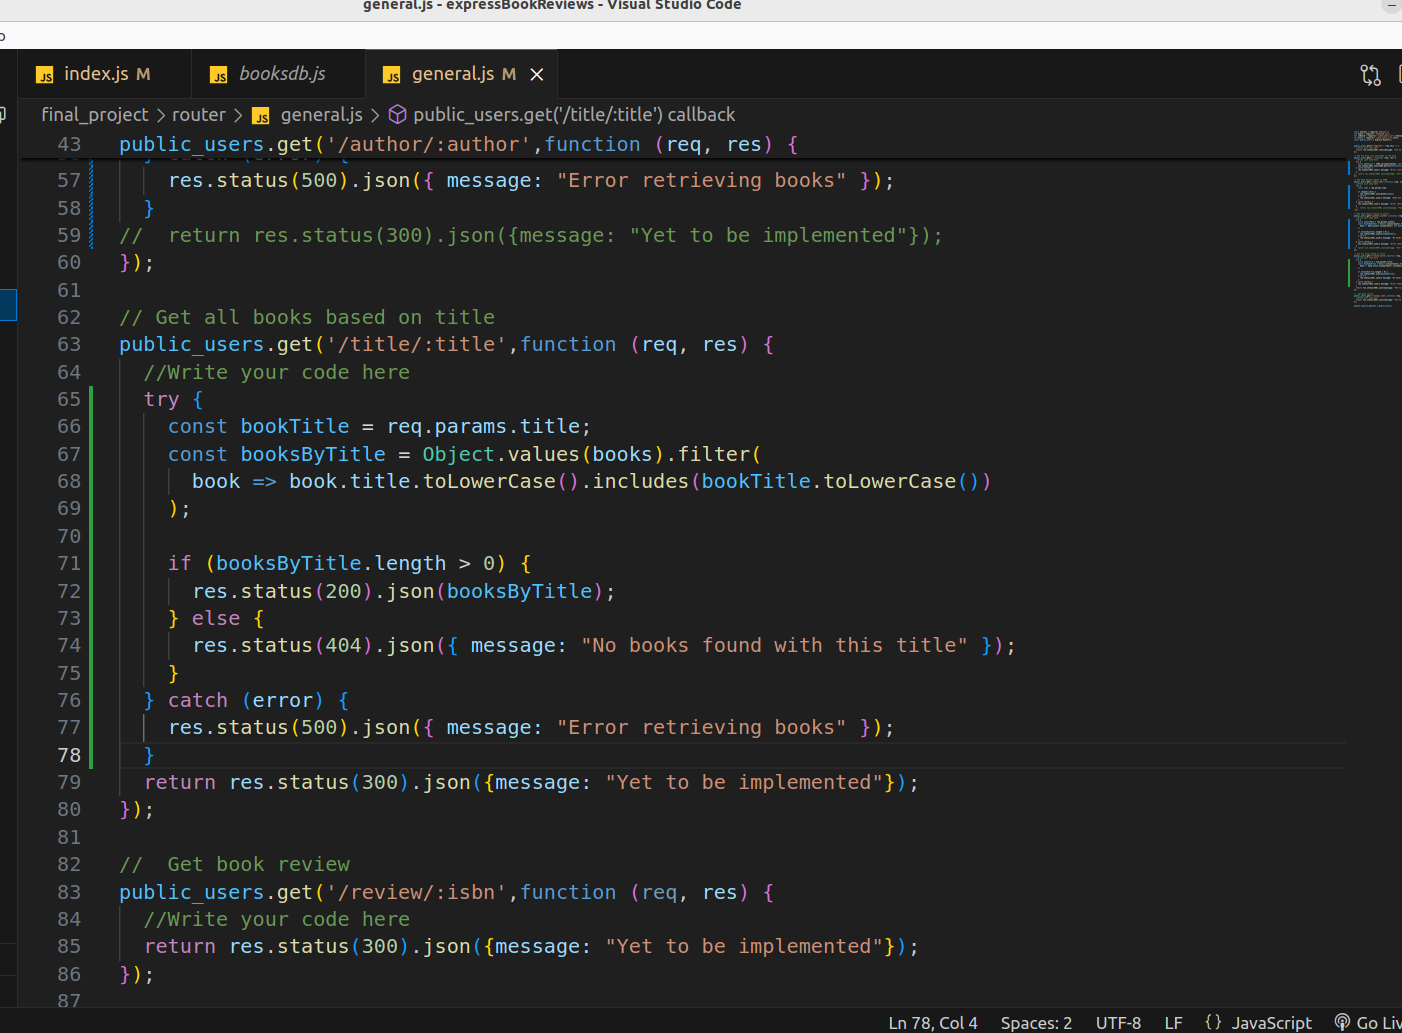 general.js - expressBookReviews - Visual Studio Code
JS index.js M
JS booksdb.js
JS general.js M
final_project > router > JS general.js > public_users.get('/title/:title') callback
43 public_users.get('/author/:author',function (req, res) {
57 res.status(500).json({ message: "Error retrieving books" });
58 }
59 //  return res.status(300).json({message: "Yet to be implemented"});
60 });
61
62 // Get all books based on title
63 public_users.get('/title/:title',function (req, res) {
64 //Write your code here
65 try {
66 const bookTitle = req.params.title;
67 const booksByTitle = Object.values(books).filter(
68 book => book.title.toLowerCase().includes(bookTitle.toLowerCase())
69 );
70
71 if (booksByTitle.length > 0) {
72 res.status(200).json(booksByTitle);
73 } else {
74 res.status(404).json({ message: "No books found with this title" });
75 }
76 } catch (error) {
77 res.status(500).json({ message: "Error retrieving books" });
78 }
79 return res.status(300).json({message: "Yet to be implemented"});
80 });
81
82 //  Get book review
83 public_users.get('/review/:isbn',function (req, res) {
84 //Write your code here
85 return res.status(300).json({message: "Yet to be implemented"});
86 });
87
Ln 78, Col 4 Spaces: 2 UTF-8 LF {} JavaScript Go Liv